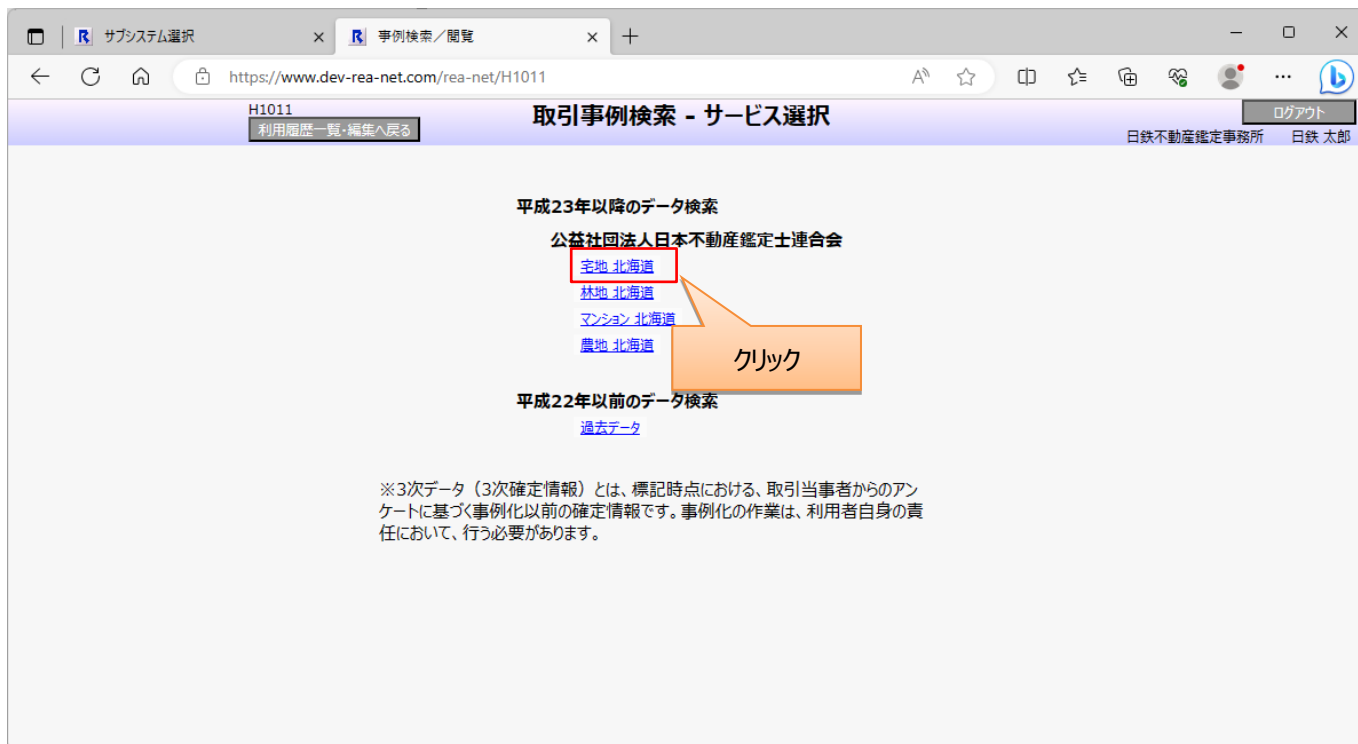 サブシステム選択
事例検索／閲覧
https://www.dev-rea-net.com/rea-net/H1011
H1011
利用履歴一覧・編集へ戻る
取引事例検索 - サービス選択
ログアウト
日鉄不動産鑑定事務所 日鉄 太郎
平成23年以降のデータ検索
公益社団法人日本不動産鑑定士連合会
宅地 北海道
林地 北海道
マンション 北海道
農地 北海道
クリック
平成22年以前のデータ検索
過去データ
※3次データ（3次確定情報）とは、標記時点における、取引当事者からのアン
ケートに基づく事例化以前の確定情報です。事例化の作業は、利用者自身の責
任において、行う必要があります。